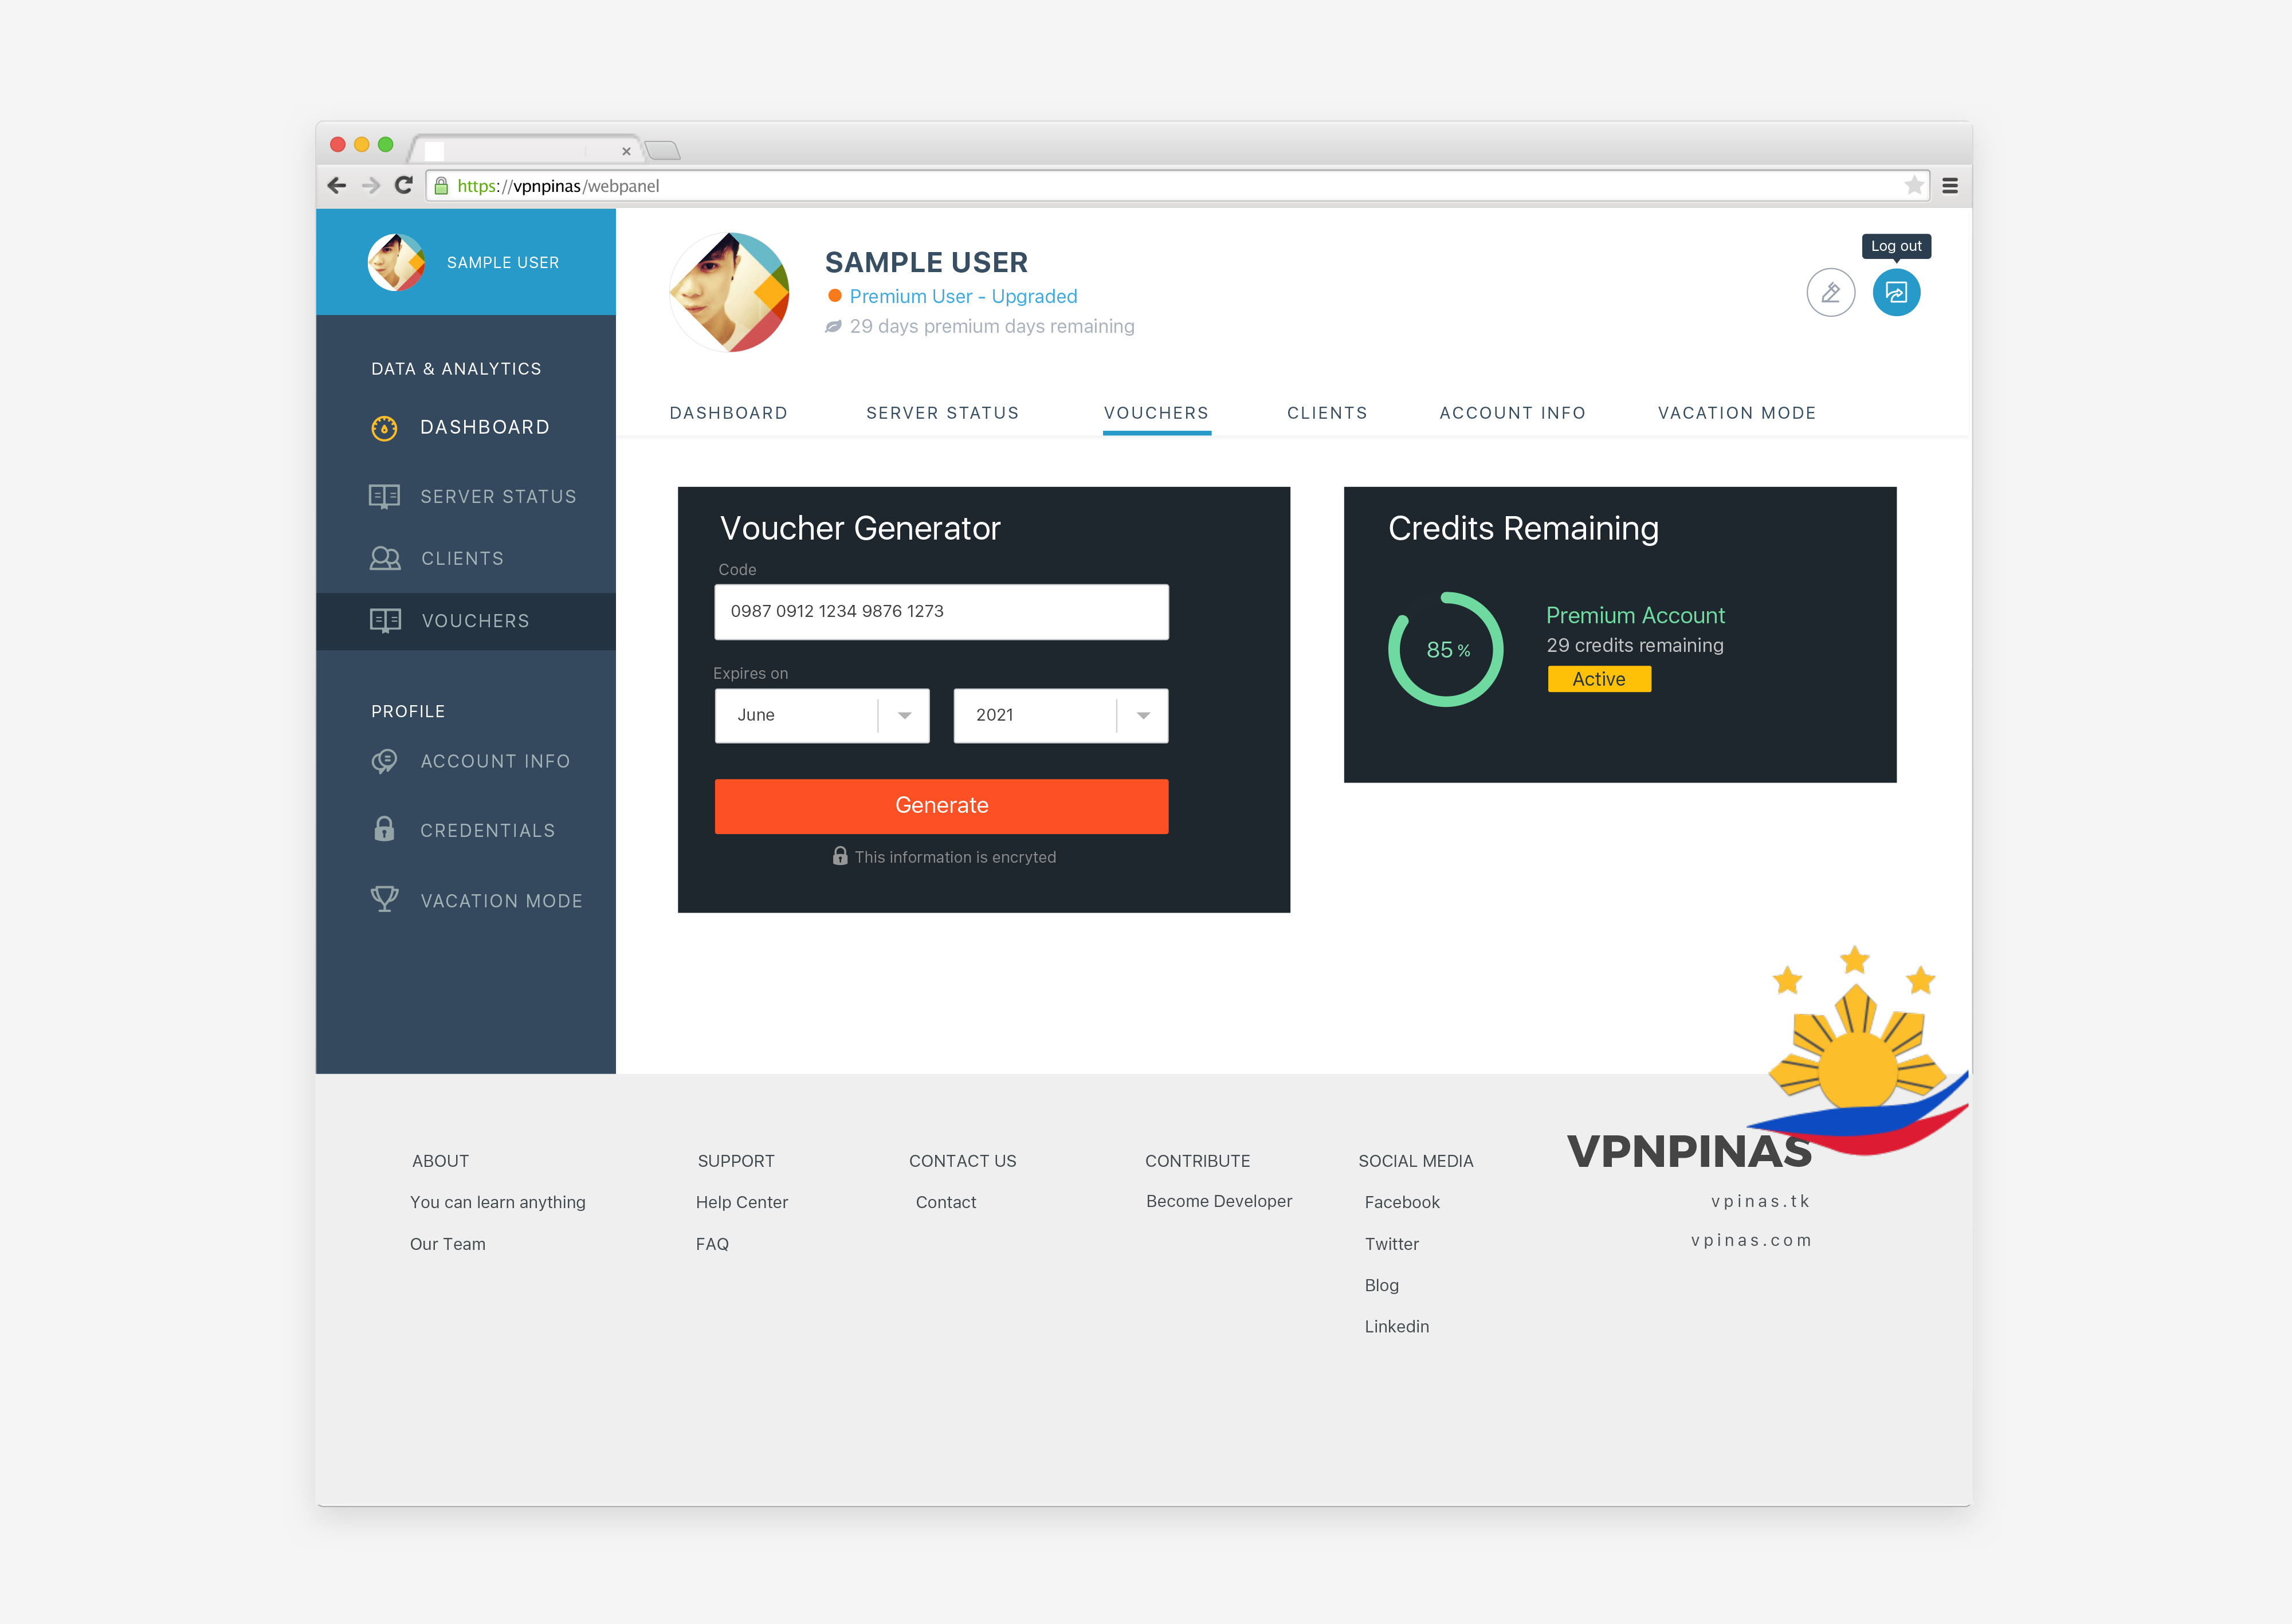 https://vpnpinas/webpanel
SAMPLE USER
DATA & ANALYTICS
DASHBOARD
SERVER STATUS
CLIENTS
VOUCHERS
PROFILE
ACCOUNT INFO
CREDENTIALS
VACATION MODE
SAMPLE USER
Premium User - Upgraded
29 days premium days remaining
Log out
DASHBOARD SERVER STATUS VOUCHERS CLIENTS ACCOUNT INFO VACATION MODE
Voucher Generator
Code
0987 0912 1234 9876 1273
Expires on
June 2021
Generate
This information is encryted
Credits Remaining
85 %
Premium Account
29 credits remaining
Active
ABOUT
You can learn anything
Our Team
SUPPORT
Help Center
FAQ
CONTACT US
Contact
CONTRIBUTE
Become Developer
SOCIAL MEDIA
Facebook
Twitter
Blog
Linkedin
VPNPINAS
vpinas.tk
vpinas.com